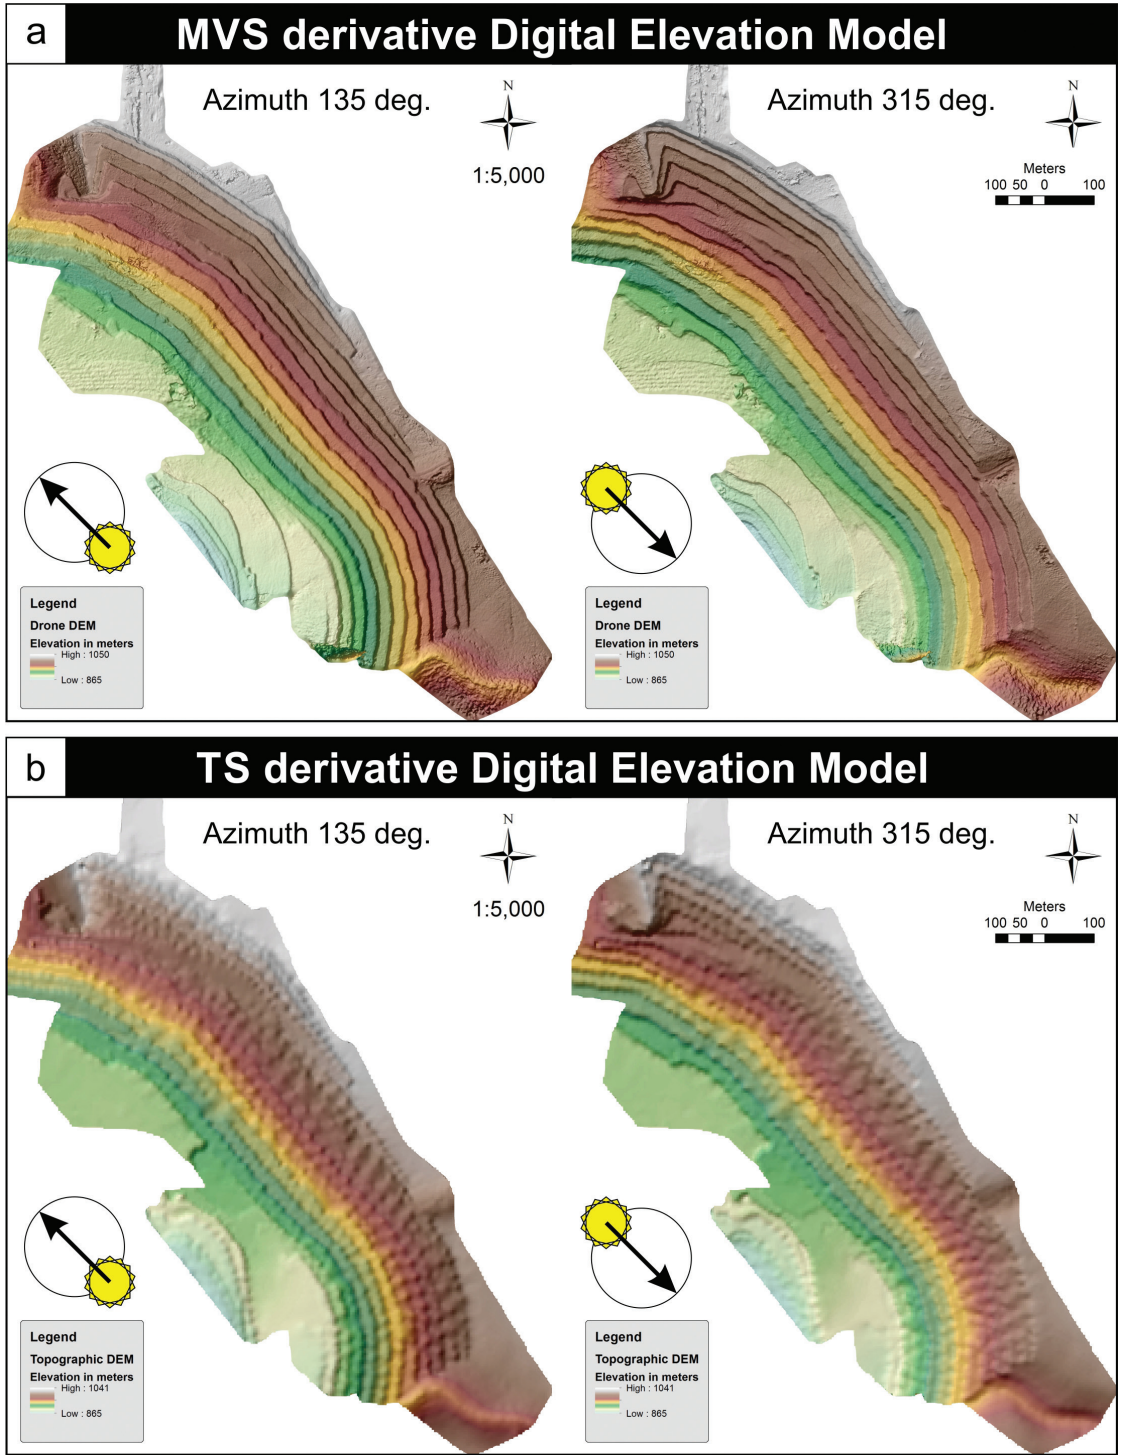 a
MVS derivative Digital Elevation Model
Azimuth 135 deg.
N
1:5,000
Legend
Drone DEM
Elevation in meters
High : 1050
Low : 865
Azimuth 315 deg.
N
Meters
100 50 0 100
Legend
Drone DEM
Elevation in meters
High : 1050
Low : 865
b
TS derivative Digital Elevation Model
Azimuth 135 deg.
N
1:5,000
Legend
Topographic DEM
Elevation in meters
High : 1041
Low : 865
Azimuth 315 deg.
N
Meters
100 50 0 100
Legend
Topographic DEM
Elevation in meters
High : 1041
Low : 865